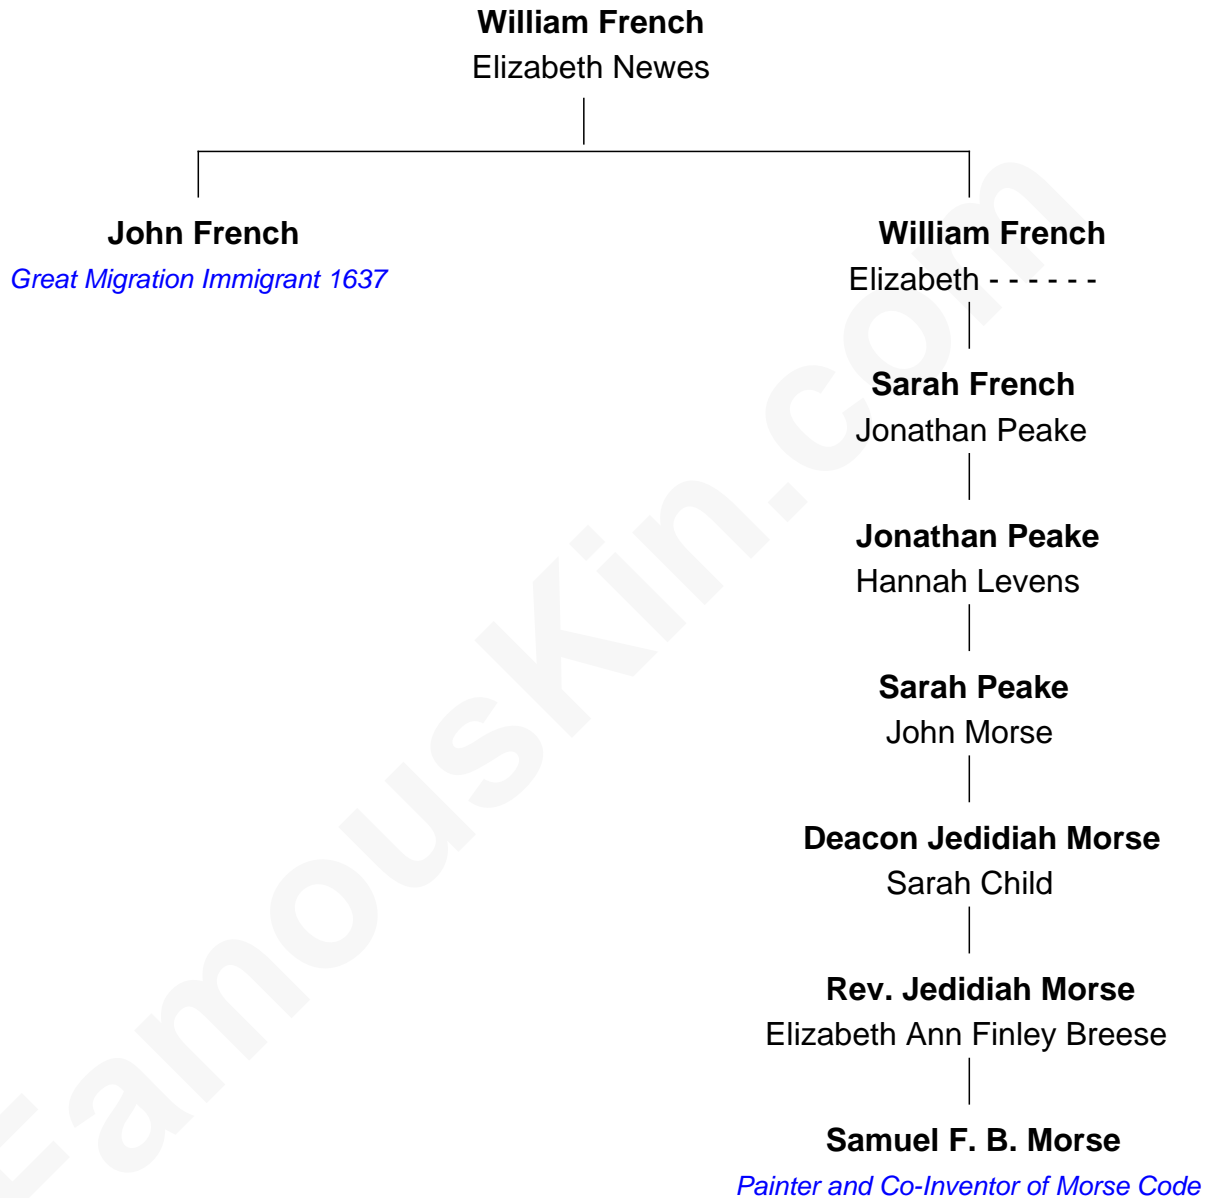 William French
Elizabeth Newes
John French
Great Migration Immigrant 1637
William French
Elizabeth - - - - - -
Sarah French
Jonathan Peake
Jonathan Peake
Hannah Levens
Sarah Peake
John Morse
Deacon Jedidiah Morse
Sarah Child
Rev. Jedidiah Morse
Elizabeth Ann Finley Breese
Samuel F. B. Morse
Painter and Co-Inventor of Morse Code
FamousKin.com